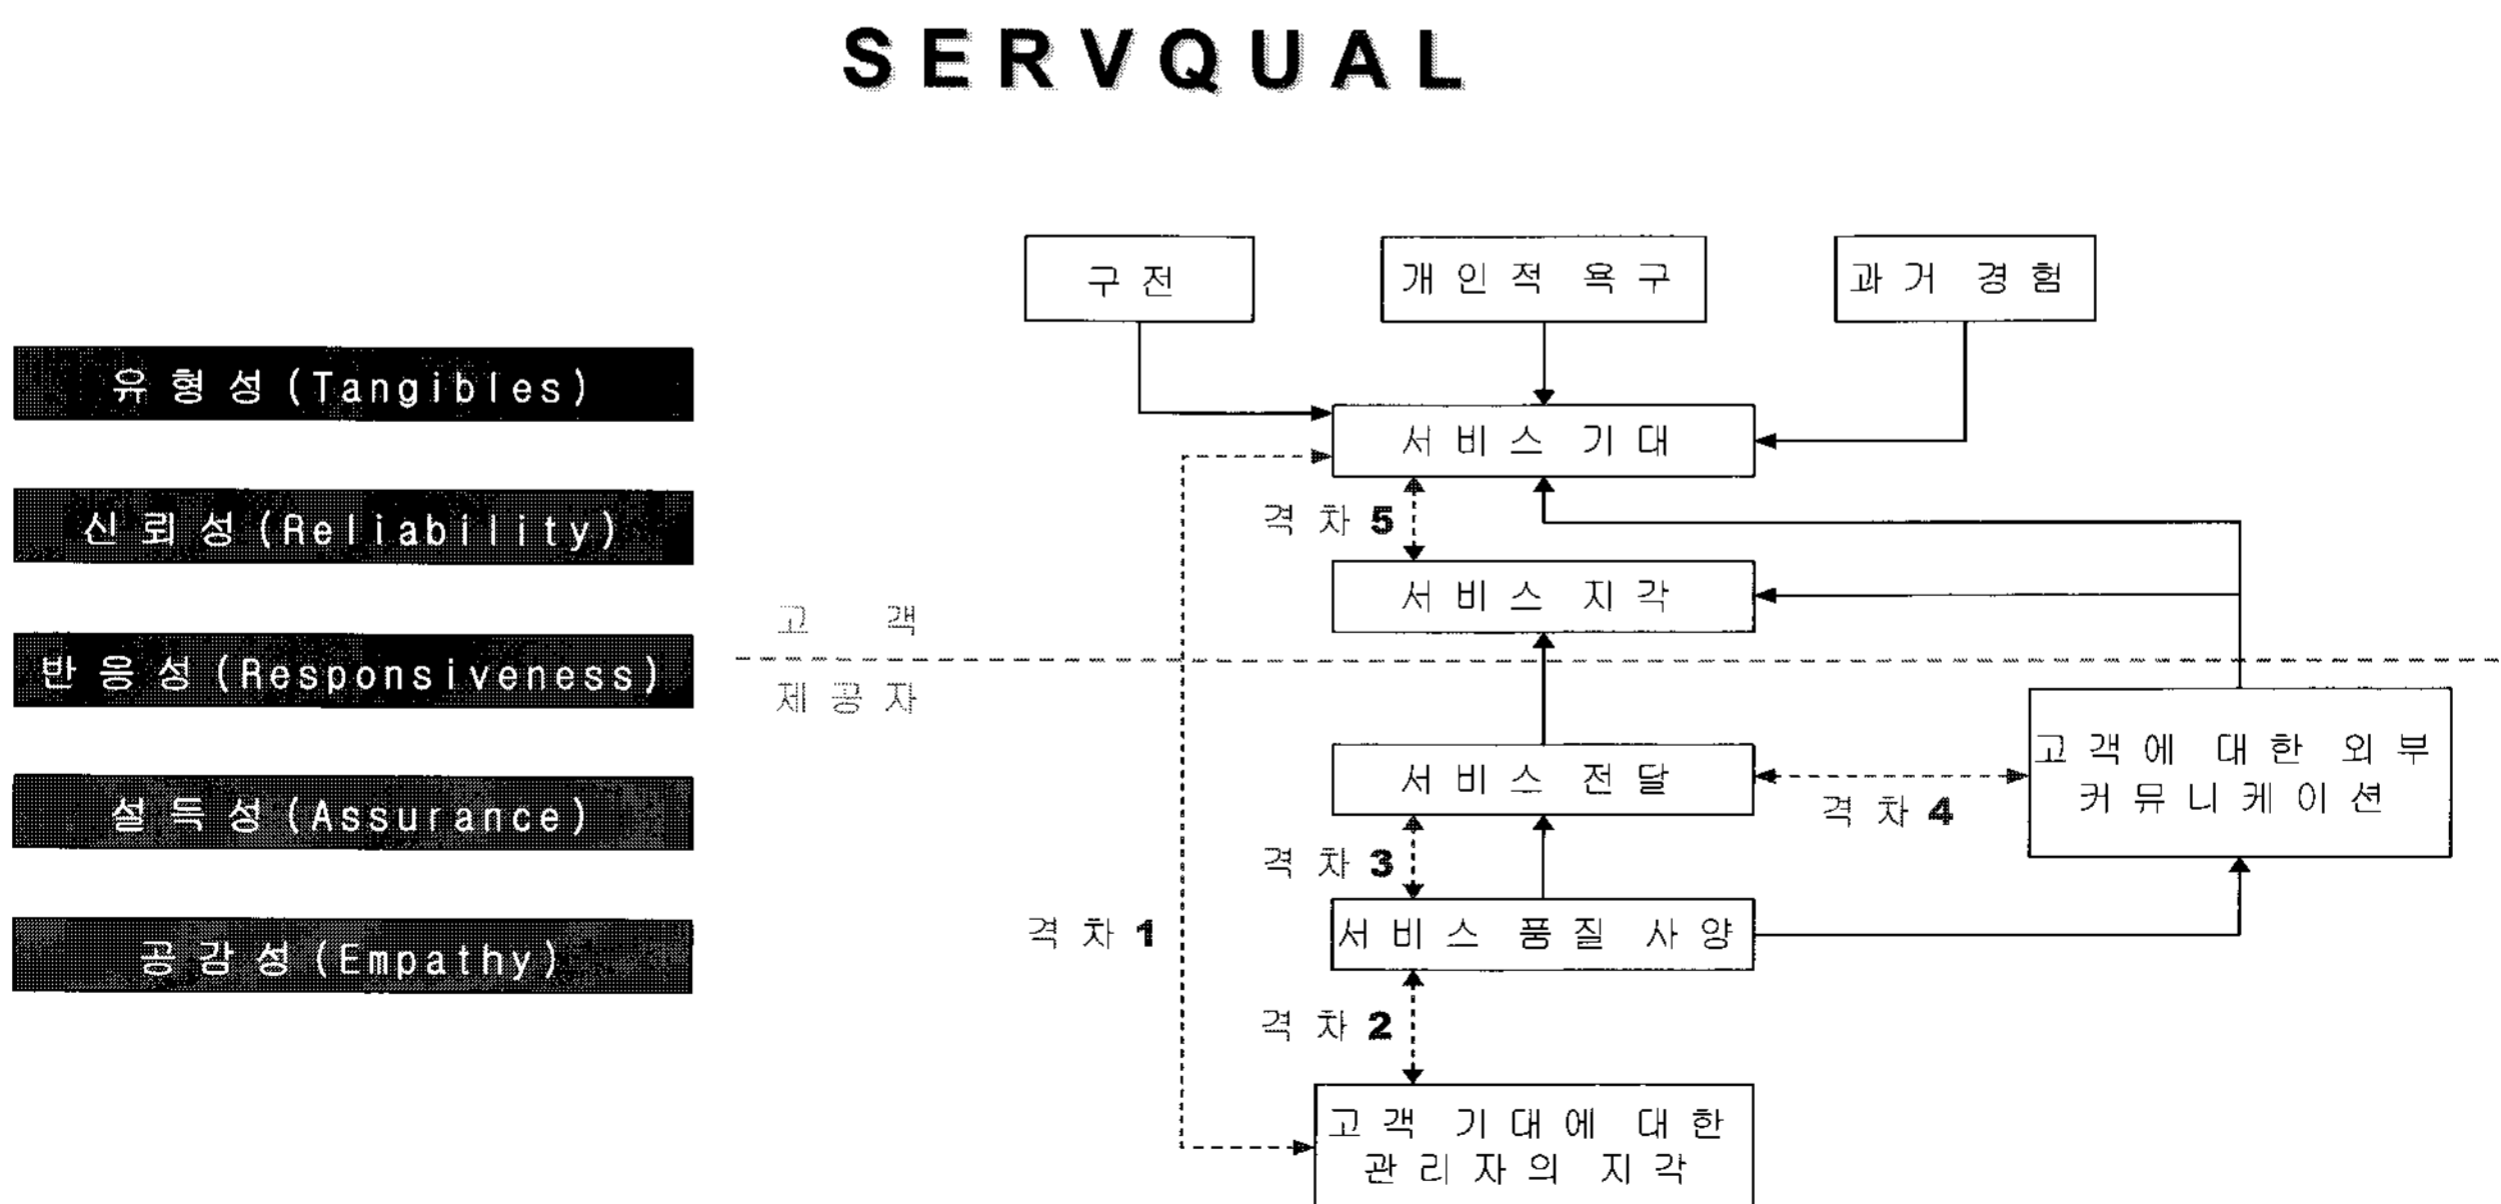 SERVQUAL
유형성(Tangibles)
신뢰성(Reliability)
반응성(Responsiveness)
설득성(Assurance)
공감성(Empathy)
구전
개인적 욕구
과거 경험
서비스 기대
격차5
서비스 지각
고 객
제공자
서비스 전달
격차4
고객에 대한 외부
커뮤니케이션
격차3
서비스 품질 사양
격차1
격차2
고객 기대에 대한
관리자의 지각